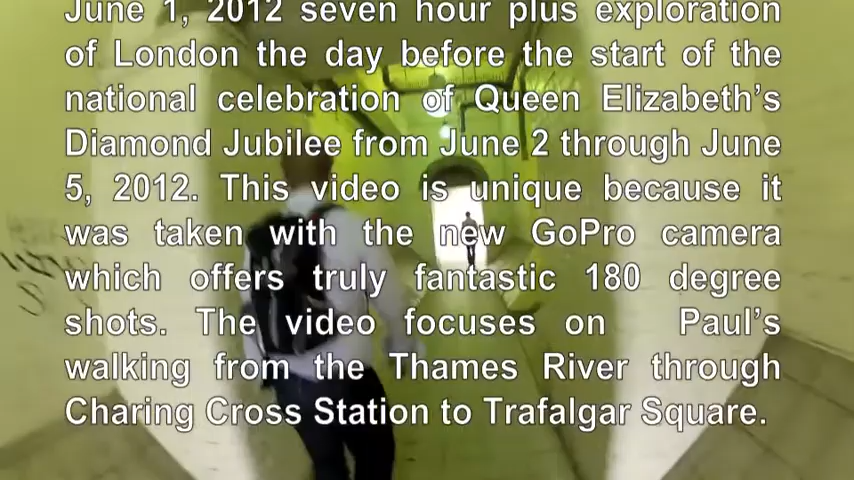 June 1, 2012 seven hour plus exploration
of London the day before the start of the
national celebration of Queen Elizabeth’s
Diamond Jubilee from June 2 through June
5, 2012. This video is unique because it
was taken with the new GoPro camera
which offers truly fantastic 180 degree
shots. The video focuses on Paul’s
walking from the Thames River through
Charing Cross Station to Trafalgar Square.